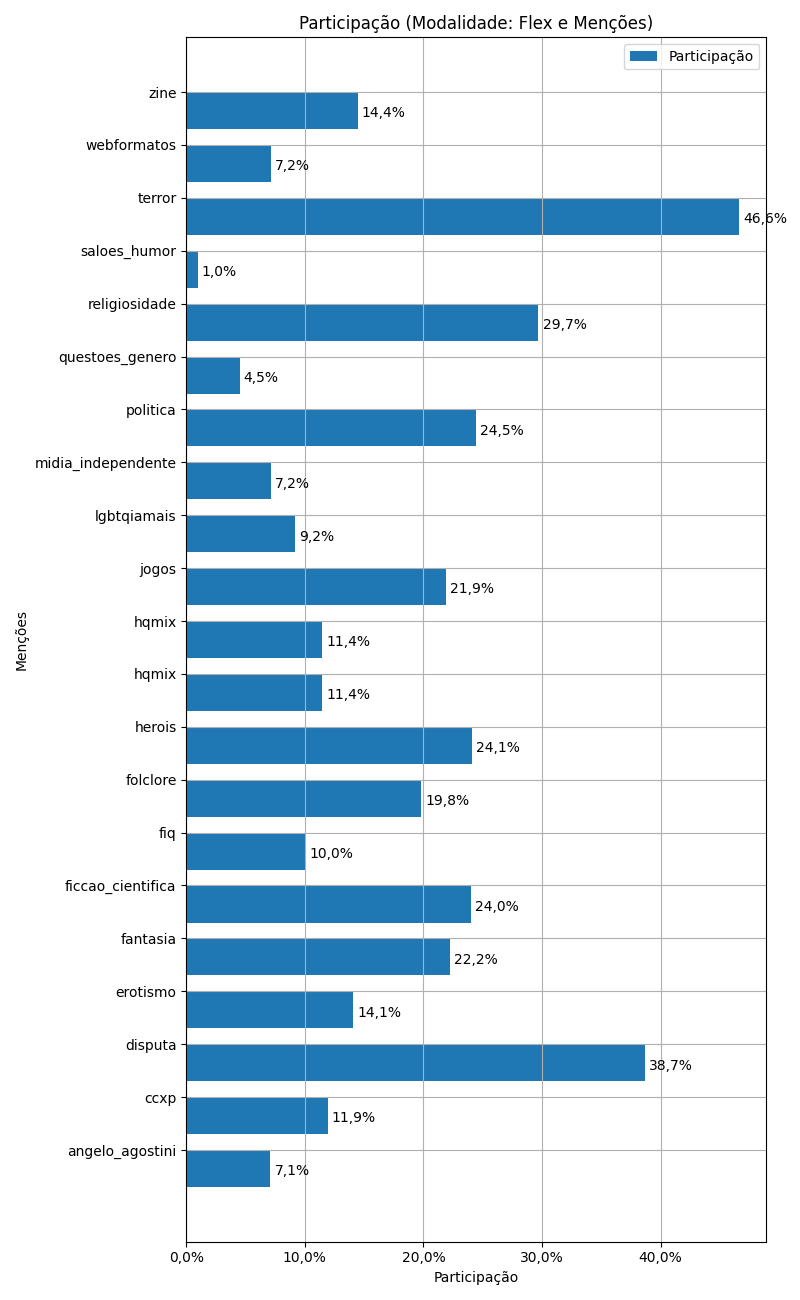 Participação (Modalidade: Flex e Menções)
Participação
zine 14,4%
webformatos 7,2%
terror 46,6%
saloes_humor 1,0%
religiosidade 29,7%
questoes_genero 4,5%
politica 24,5%
midia_independente 7,2%
lgbtqiamais 9,2%
jogos 21,9%
hqmix 11,4%
hqmix 11,4%
herois 24,1%
folclore 19,8%
fiq 10,0%
ficcao_cientifica 24,0%
fantasia 22,2%
erotismo 14,1%
disputa 38,7%
ccxp 11,9%
angelo_agostini 7,1%
Menções
0,0% 10,0% 20,0% 30,0% 40,0%
Participação